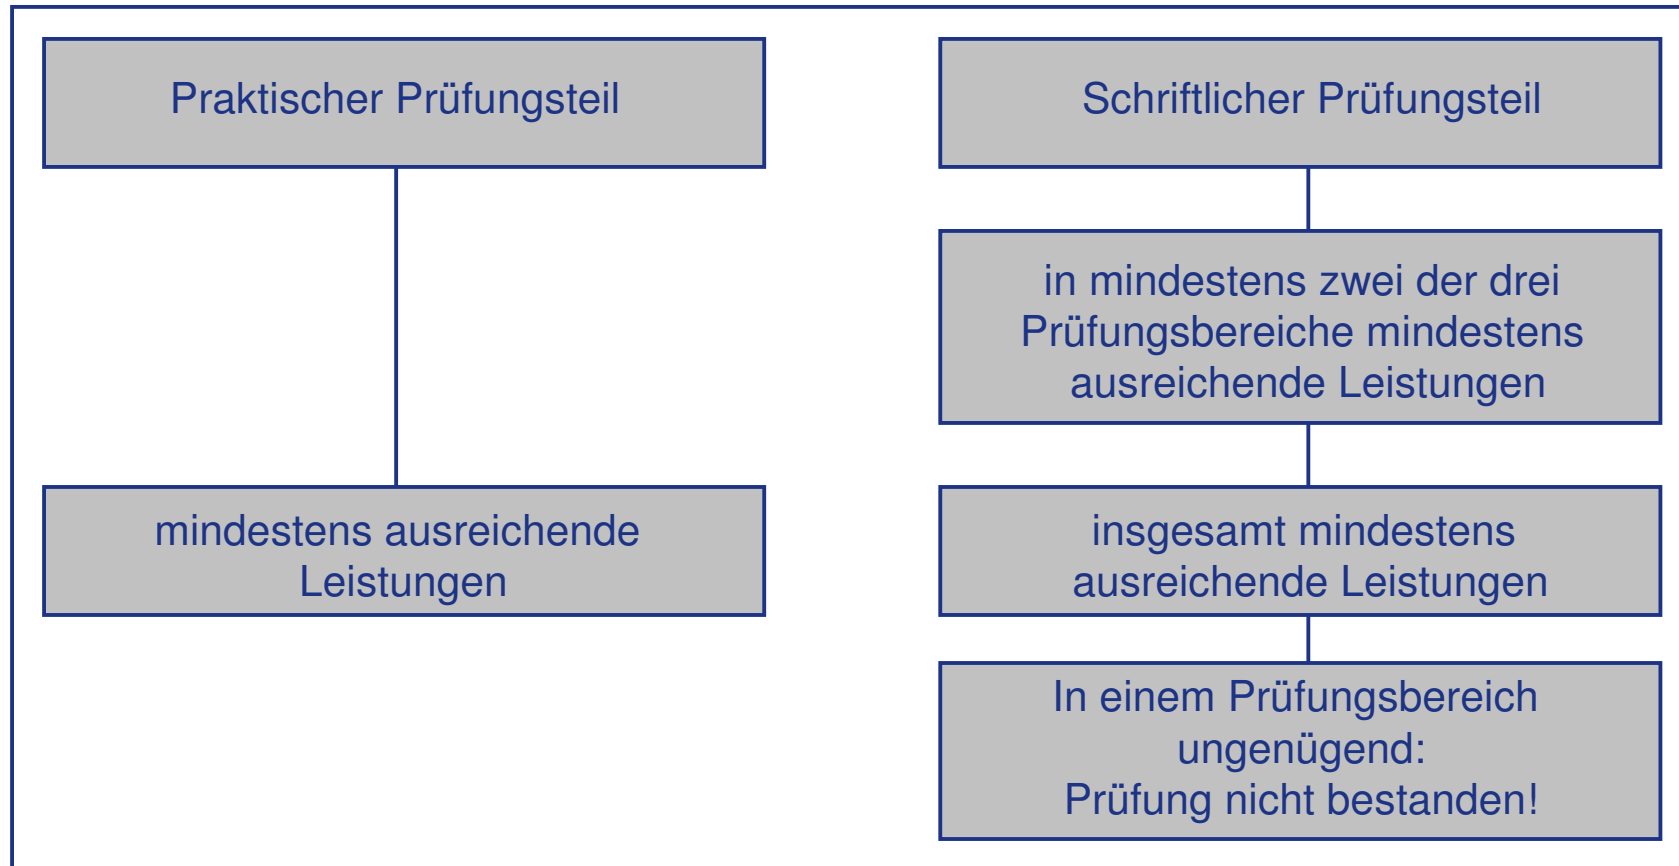 Praktischer Prüfungsteil
mindestens ausreichende
Leistungen
Schriftlicher Prüfungsteil
in mindestens zwei der drei
Prüfungsbereiche mindestens
ausreichende Leistungen
insgesamt mindestens
ausreichende Leistungen
In einem Prüfungsbereich
ungenügend:
Prüfung nicht bestanden!